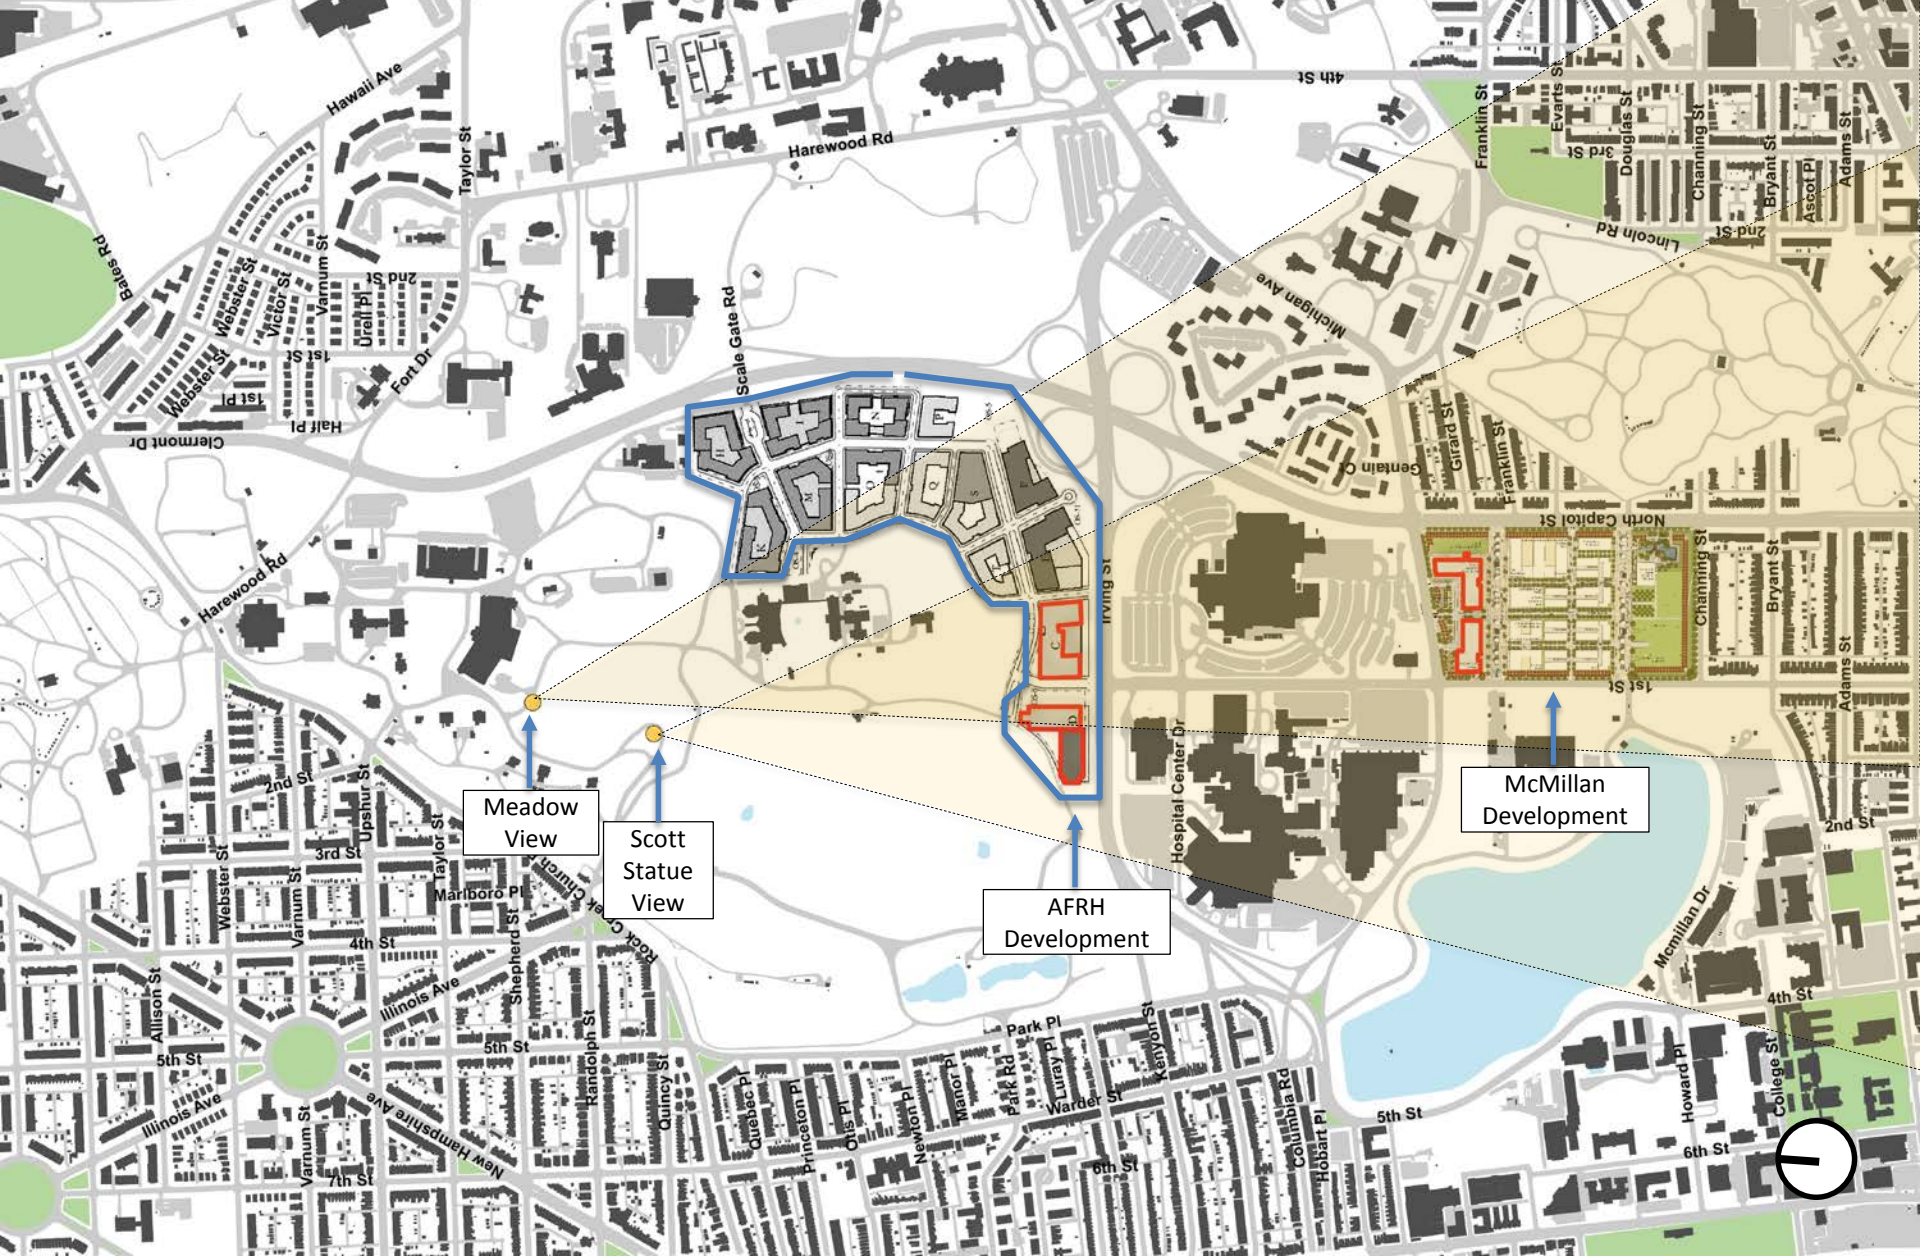 4th St
Hawaii Ave
Taylor St
Harewood Rd
Franklin St
Evarts St
Douglas St
3rd St
Channing St
Bryant St
Ascot Pl
Adams St
2nd St
Lincoln Rd
Bates Rd
Webster St
Victor St
Varnum St
2nd St
Urell Pl
1st St
Webster St
1st Pl
Half Pl
Fort Dr
Clermont Dr
Scale Gate Rd
Michigan Ave
Gentain Ct
Girard St
Franklin St
North Capitol St
Channing St
Bryant St
Adams St
1st St
Irving St
Harewood Rd
H
K
M
N
P
Q
S
C
D
Hospital Center Dr
Meadow
View
Scott
Statue
View
AFRH
Development
McMillan
Development
2nd St
Upshur St
Taylor St
3rd St
Webster St
Varnum St
Marlboro Pl
Rock Creek Church
4th St
Shepherd St
Illinois Ave
Allison St
5th St
5th St
Randolph St
Quincy St
Illinois Ave
Varnum St
New Hampshire Ave
7th St
Quebec Pl
Princeton Pl
Otis Pl
Newton Pl
Manor Pl
Park Rd
Luray Pl
Park Pl
Warder St
Kenyon St
6th St
Columbia Rd
Hobart Pl
5th St
Mcmillan Dr
2nd St
4th St
Howard Pl
College St
6th St